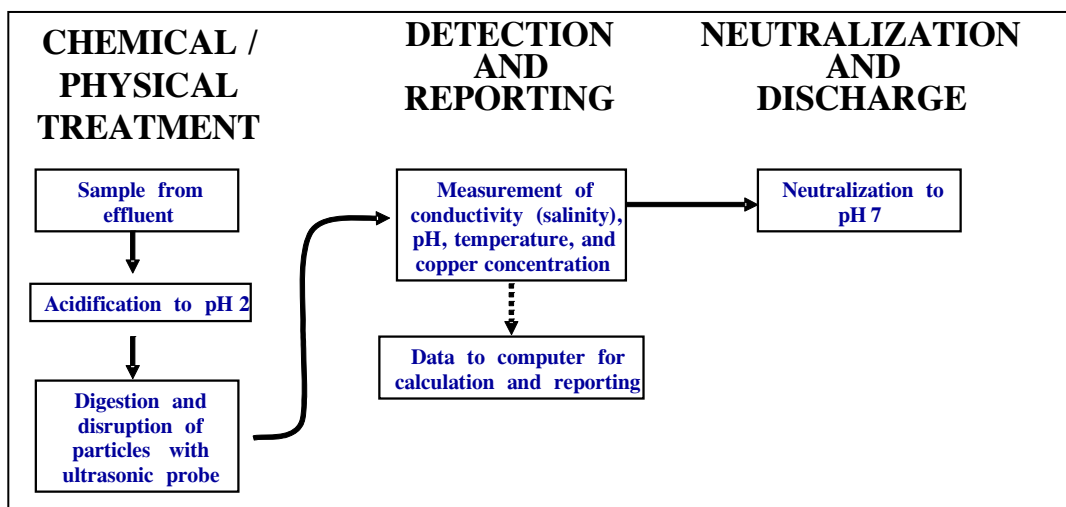 CHEMICAL /
PHYSICAL
TREATMENT
Sample from
effluent
Acidification to pH 2
Digestion and
disruption of
particles with
ultrasonic probe
DETECTION
AND
REPORTING
Measurement of
conductivity (salinity),
pH, temperature, and
copper concentration
Data to computer for
calculation and reporting
NEUTRALIZATION
AND
DISCHARGE
Neutralization to
pH 7